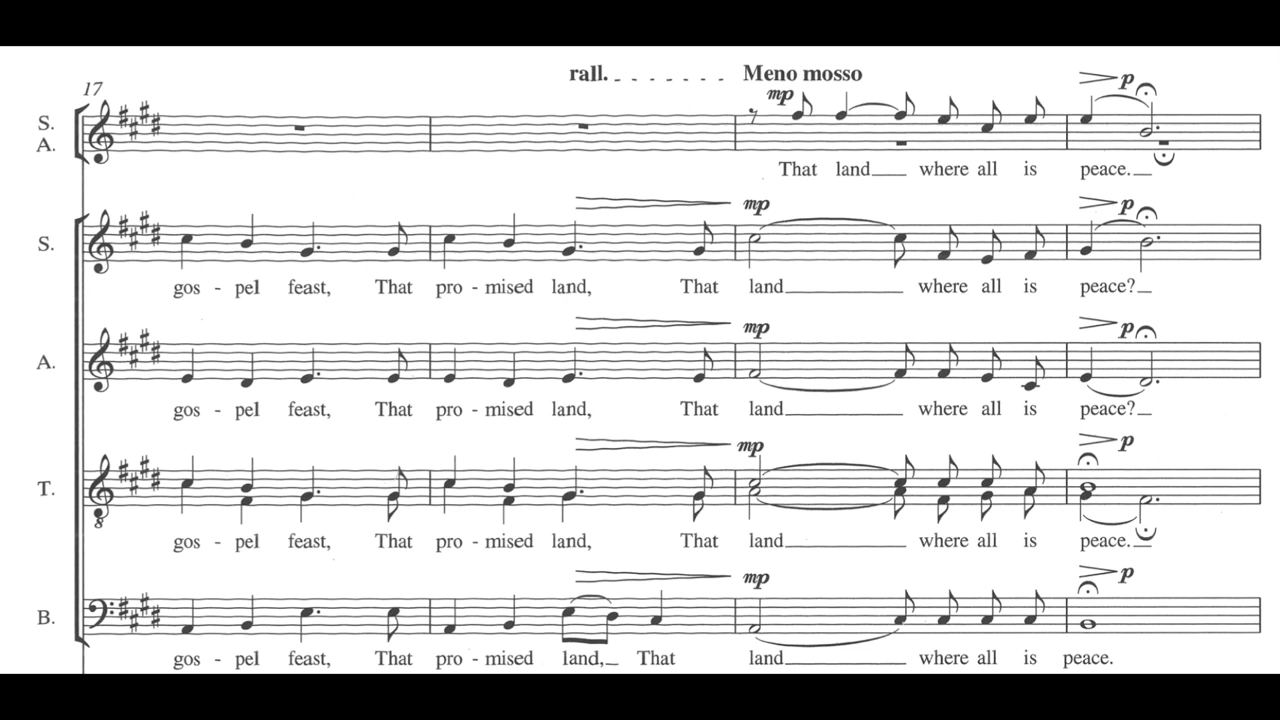 rall. Meno mosso
17
mp p
S.
A.
That land where all is peace.
mp p
S.
gos - pel feast, That pro - mised land, That land where all is peace?
mp p
A.
gos - pel feast, That pro - mised land, That land where all is peace?
mp p
T.
8
gos - pel feast, That pro - mised land, That land where all is peace.
mp p
B.
gos - pel feast, That pro - mised land, That land where all is peace.